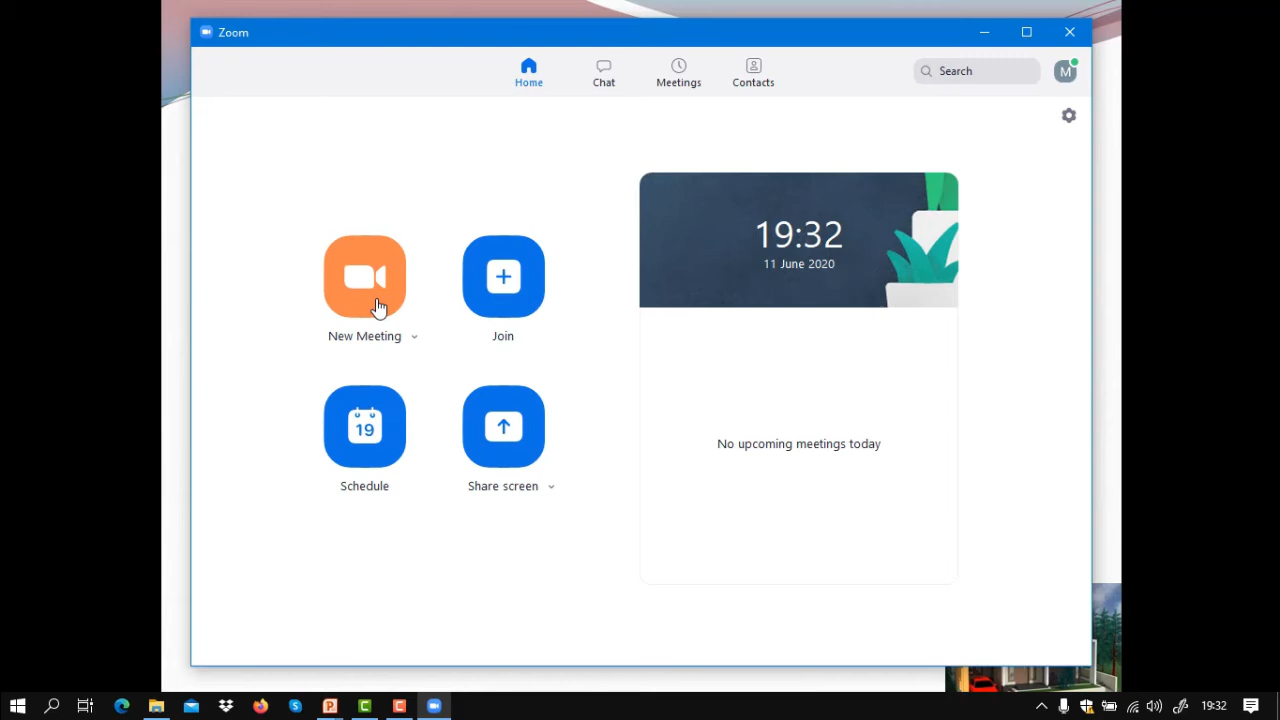 Zoom
Home
Chat
Meetings
Contacts
Search
M
19:32
11 June 2020
New Meeting
Join
19
Schedule
Share screen
No upcoming meetings today
19:32